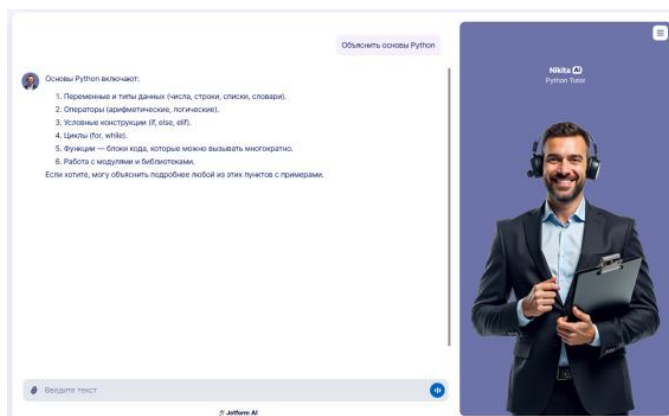 Объяснить основы Python
Nikita AI
Python Tutor
Основы Python включают:
1. Переменные и типы данных (числа, строки, списки, словари).
2. Операторы (арифметические, логические).
3. Условные конструкции (if, else, elif).
4. Циклы (for, while).
5. Функции — блоки кода, которые можно вызывать многократно.
6. Работа с модулями и библиотеками.
Если хотите, могу объяснить подробнее любой из этих пунктов с примерами.
Введите текст
Jotform AI